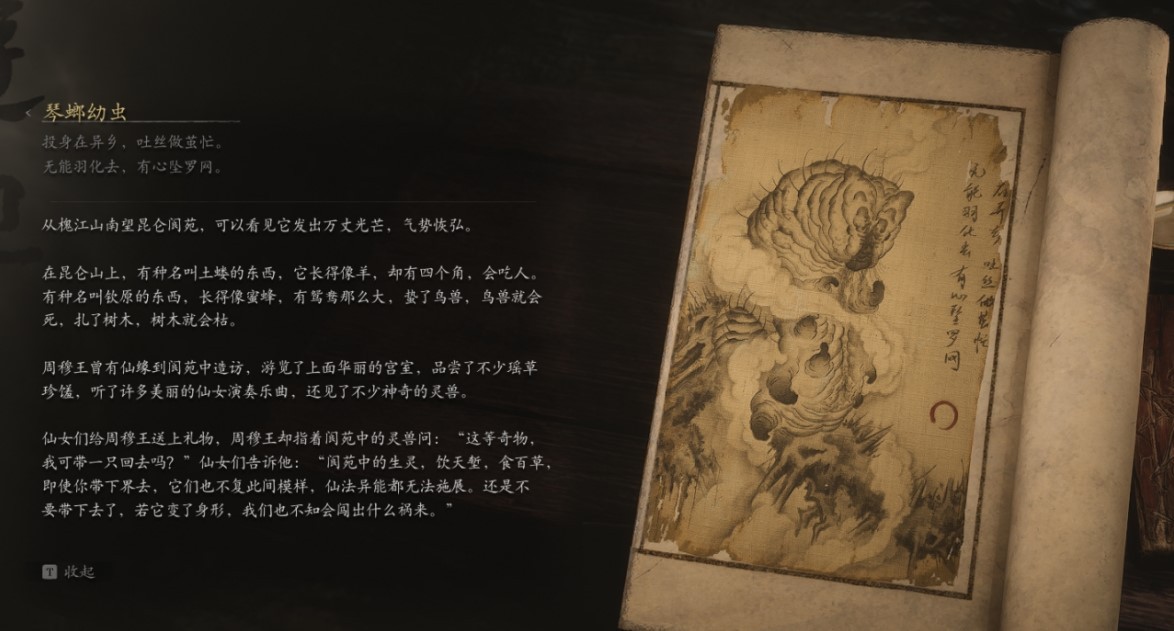 琴螂幼虫
投身在异乡，吐丝做茧忙。
无能羽化去，有心坠罗网。
从槐江山南望昆仑阆苑，可以看见它发出万丈光芒，气势恢弘。
在昆仑山上，有种名叫土蝼的东西，它长得像羊，却有四个角，会吃人。
有种名叫钦原的东西，长得像蜜蜂，有鸳鸯那么大，蛰了鸟兽，鸟兽就会
死，扎了树木，树木就会枯。
周穆王曾有仙缘到阆苑中造访，游览了上面华丽的宫室，品尝了不少瑶草
珍馐，听了许多美丽的仙女演奏乐曲，还见了不少神奇的灵兽。
仙女们给周穆王送上礼物，周穆王却指着阆苑中的灵兽问：“这等奇物，
我可带一只回去吗？”仙女们告诉他：“阆苑中的生灵，饮天堑，食百草，
即使你带下界去，它们也不复此间模样，仙法异能都无法施展。还是不
要带下去了，若它变了身形，我们也不知会闯出什么祸来。”
T 收起
在异乡 吐丝做茧忙
无能羽化去 有心坠罗网